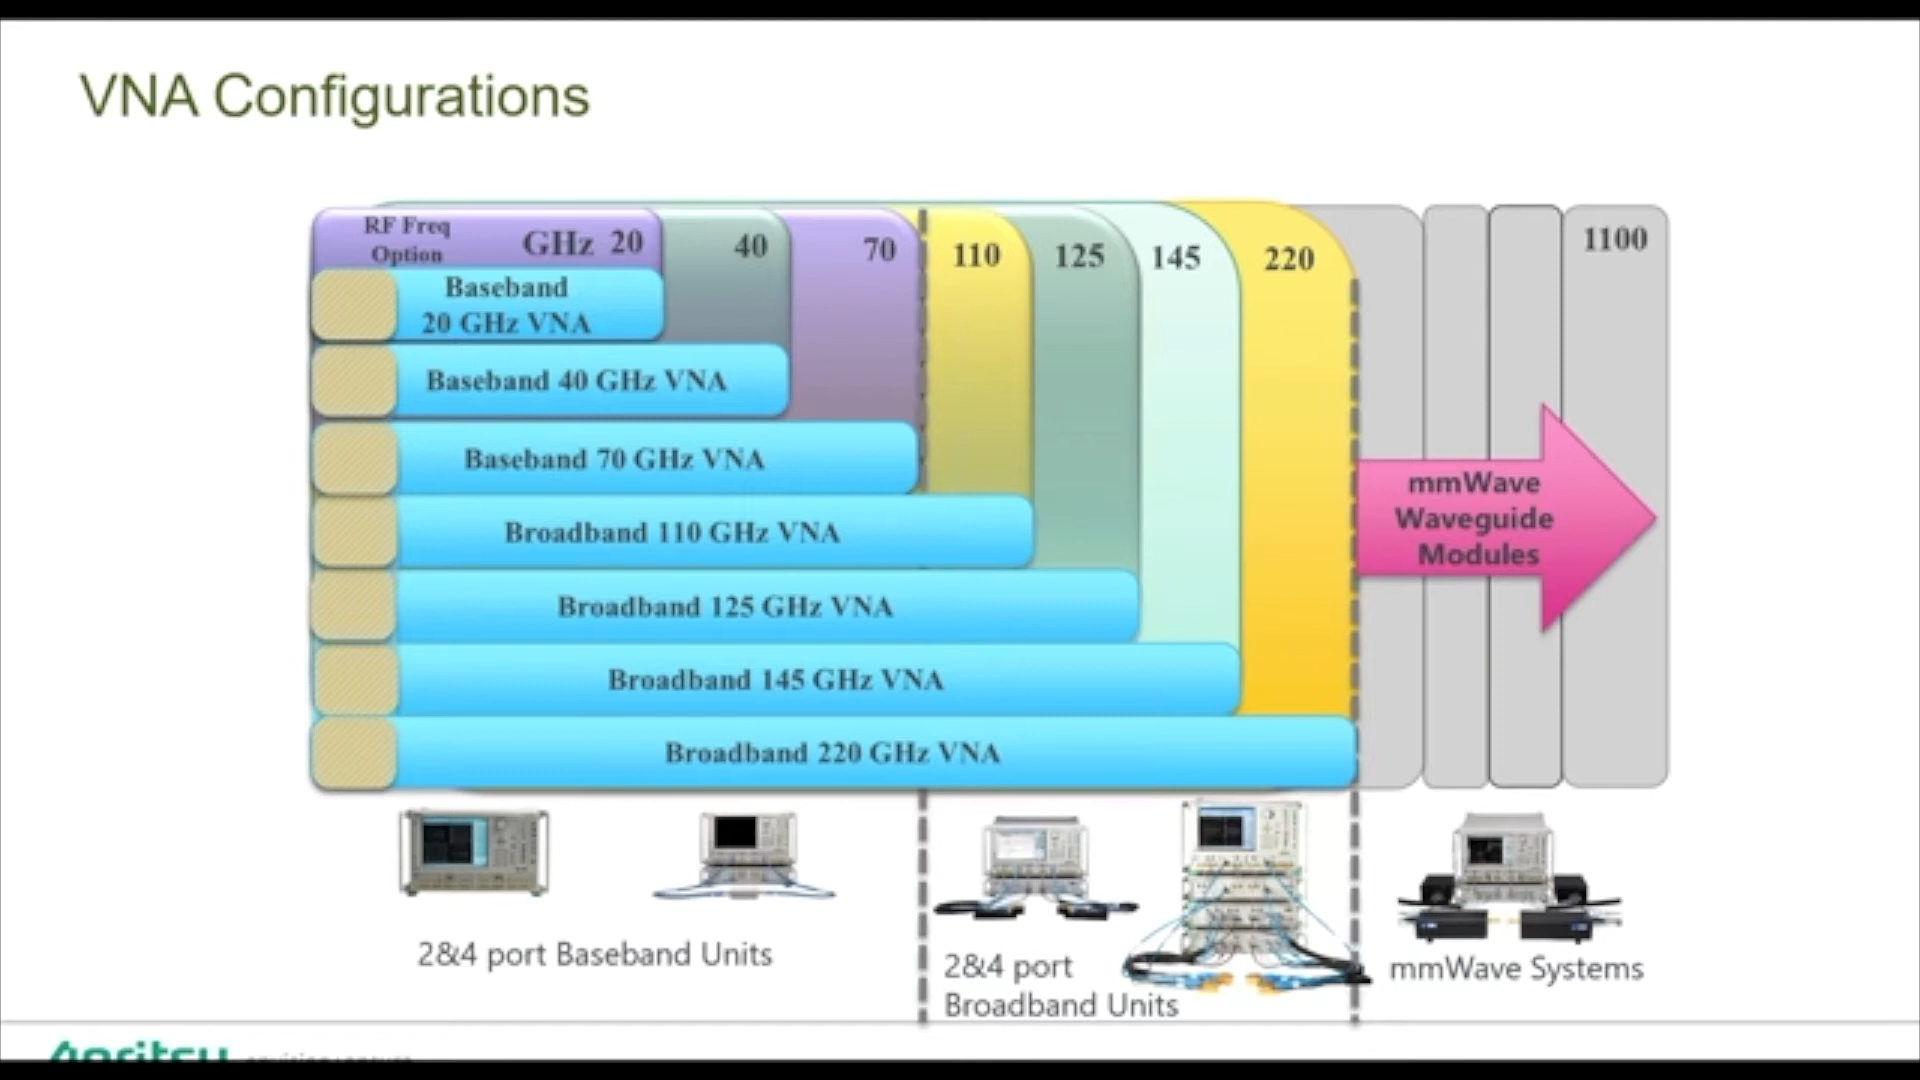 VNA Configurations
RF Freq
Option
GHz 20
40
70
110
125
145
220
1100
Baseband
20 GHz VNA
Baseband 40 GHz VNA
Baseband 70 GHz VNA
Broadband 110 GHz VNA
Broadband 125 GHz VNA
Broadband 145 GHz VNA
Broadband 220 GHz VNA
mmWave
Waveguide
Modules
2&4 port Baseband Units
2&4 port
Broadband Units
mmWave Systems
Anritsu